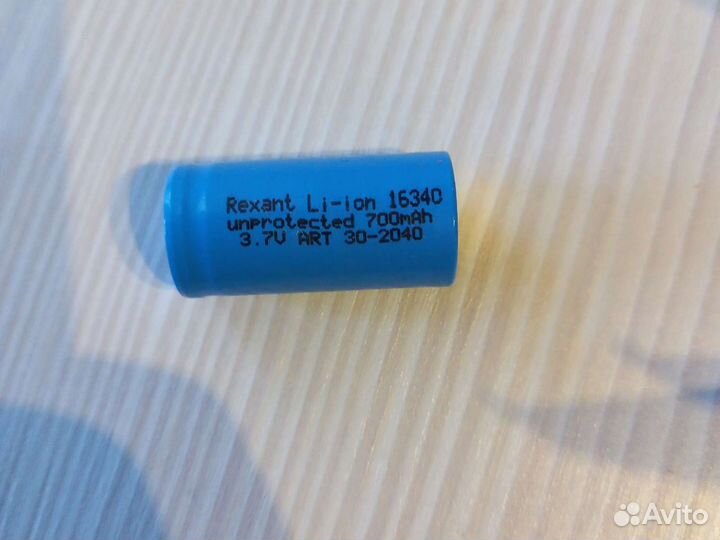 Rexant Li-ion 16340
unprotected 700mAh
3.7V ART 30-2040
Avito